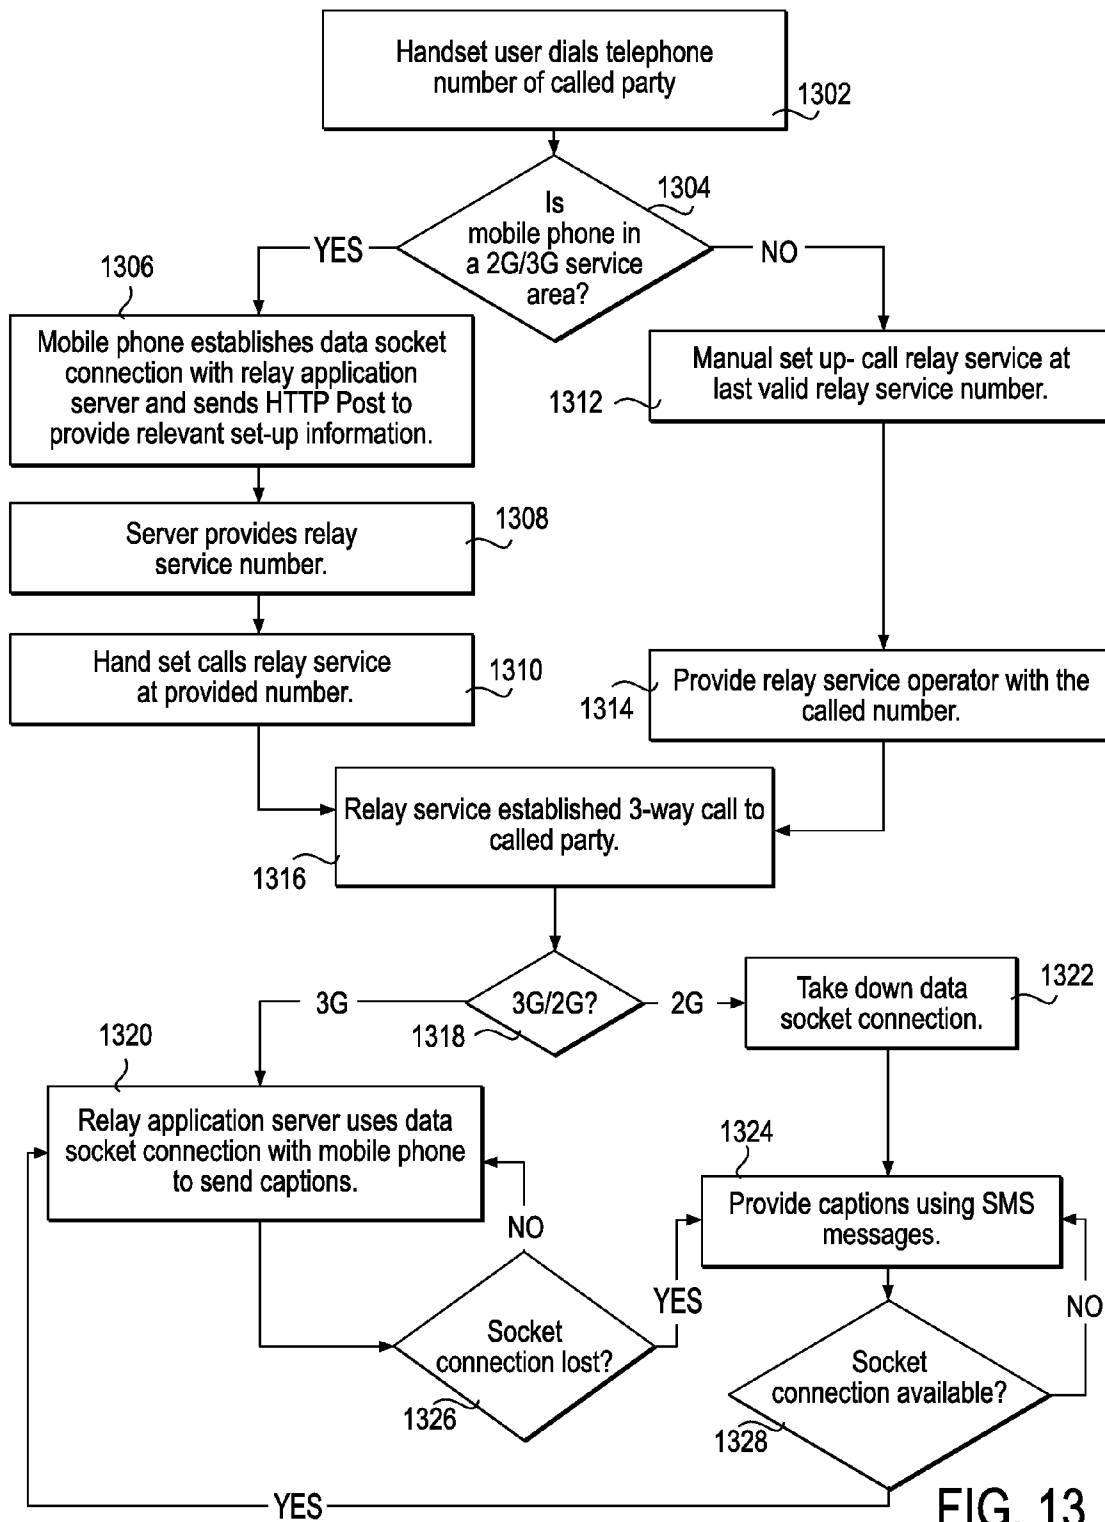 Handset user dials telephone
number of called party
1302
1304
Is
mobile phone in
a 2G/3G service
area?
YES
NO
1306
Mobile phone establishes data socket
connection with relay application
server and sends HTTP Post to
provide relevant set-up information.
Manual set up- call relay service at
last valid relay service number.
1312
1308
Server provides relay
service number.
Hand set calls relay service
at provided number.
1310
Provide relay service operator with the
called number.
1314
Relay service established 3-way call to
called party.
1316
3G
3G/2G?
2G
1318
Take down data
socket connection.
1322
1320
Relay application server uses data
socket connection with mobile phone
to send captions.
1324
Provide captions using SMS
messages.
NO
YES
NO
Socket
connection lost?
1326
Socket
connection available?
1328
YES
FIG. 13